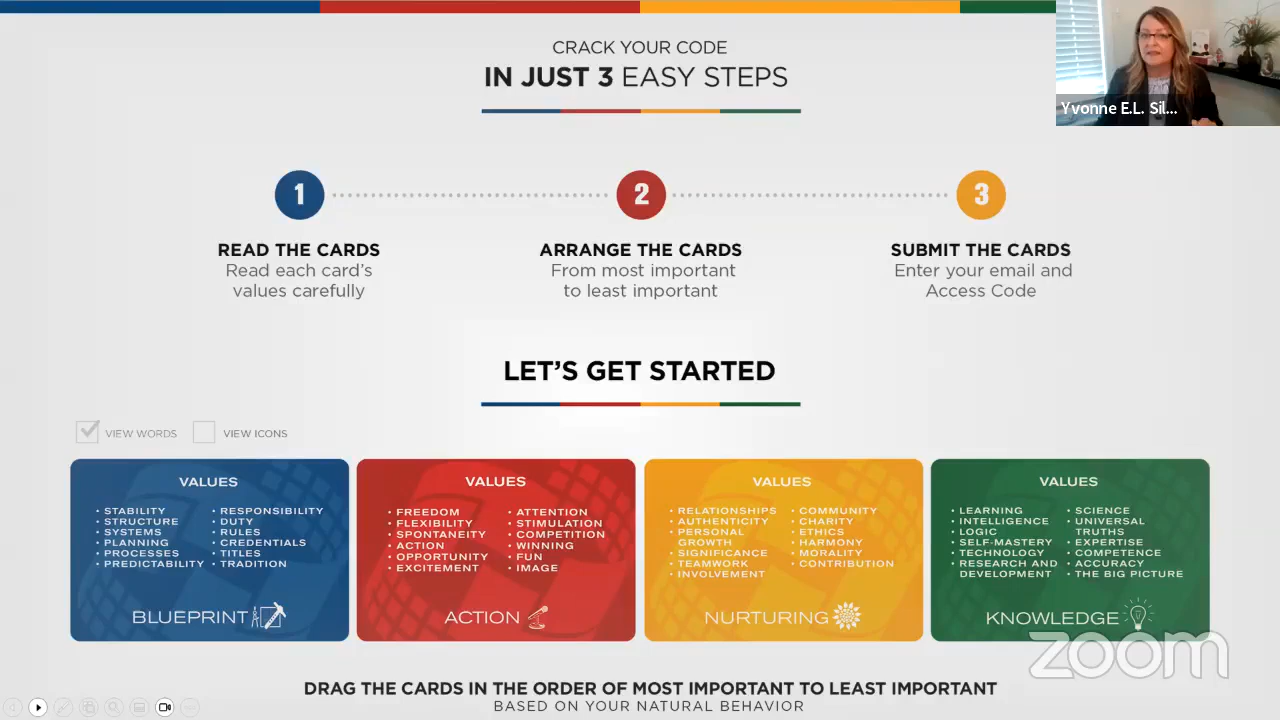 CRACK YOUR CODE
IN JUST 3 EASY STEPS
Yvonne E.L. Sil...
1
2
3
READ THE CARDS
Read each card's
values carefully
ARRANGE THE CARDS
From most important
to least important
SUBMIT THE CARDS
Enter your email and
Access Code
LET'S GET STARTED
VIEW WORDS
VIEW ICONS
VALUES
• STABILITY
• STRUCTURE
• SYSTEMS
• PLANNING
• PROCESSES
• PREDICTABILITY
• RESPONSIBILITY
• DUTY
• RULES
• CREDENTIALS
• TITLES
• TRADITION
BLUEPRINT
VALUES
• FREEDOM
• FLEXIBILITY
• SPONTANEITY
• ACTION
• OPPORTUNITY
• EXCITEMENT
• ATTENTION
• STIMULATION
• COMPETITION
• WINNING
• FUN
• IMAGE
ACTION
VALUES
• RELATIONSHIPS
• AUTHENTICITY
• PERSONAL
GROWTH
• SIGNIFICANCE
• TEAMWORK
• INVOLVEMENT
• COMMUNITY
• CHARITY
• ETHICS
• HARMONY
• MORALITY
• CONTRIBUTION
NURTURING
VALUES
• LEARNING
• INTELLIGENCE
• LOGIC
• SELF-MASTERY
• TECHNOLOGY
• RESEARCH AND
DEVELOPMENT
• SCIENCE
• UNIVERSAL
TRUTHS
• EXPERTISE
• COMPETENCE
• ACCURACY
• THE BIG PICTURE
KNOWLEDGE
zoom
DRAG THE CARDS IN THE ORDER OF MOST IMPORTANT TO LEAST IMPORTANT
BASED ON YOUR NATURAL BEHAVIOR